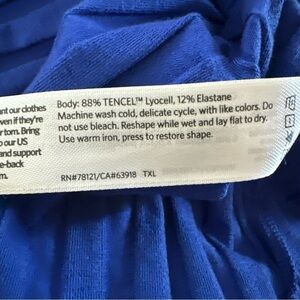 ant our clothes
even if they're
r torn. Bring
o our US
and support
e-back
m.
Body: 88% TENCEL™ Lyocell, 12% Elastane
Machine wash cold, delicate cycle, with like colors. Do
not use bleach. Reshape while wet and lay flat to dry.
Use warm iron, press to restore shape.
RN#78121/CA#63918 TXL